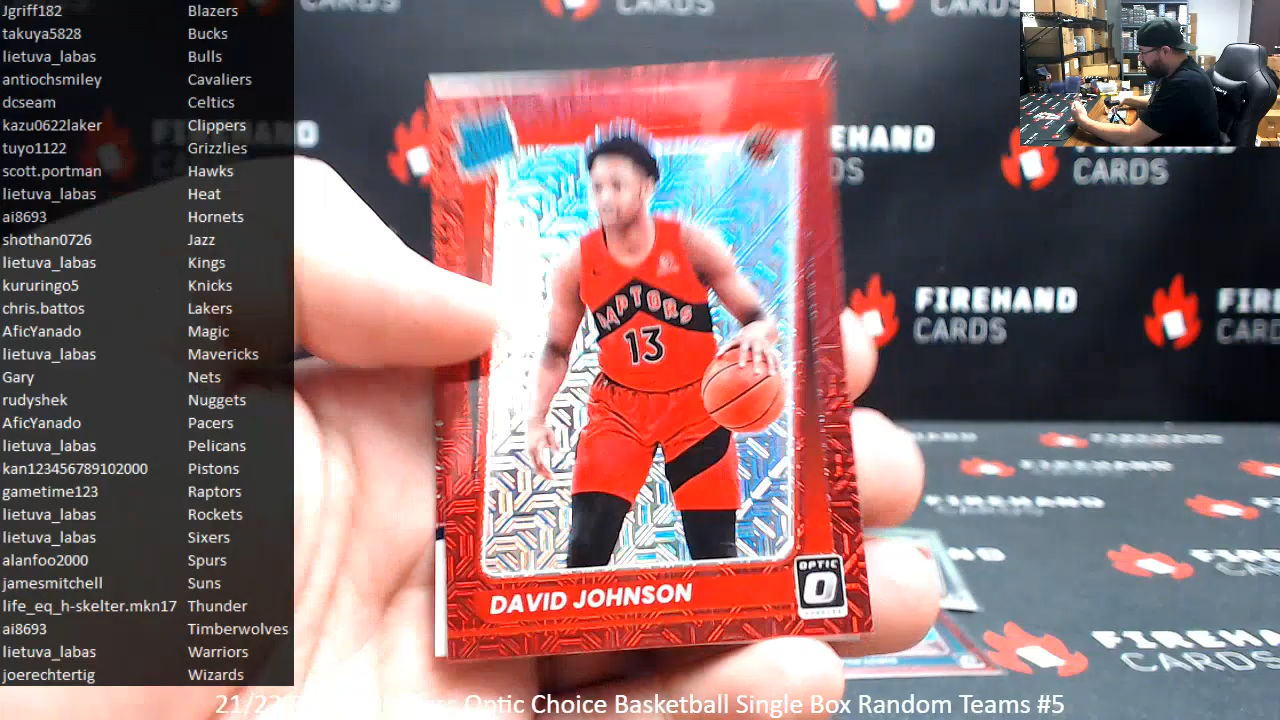 Jgriff182 Blazers
takuya5828 Bucks
lietuva_labas Bulls
antiochsmiley Cavaliers
dcseam Celtics
kazu0622laker Clippers
tuyo1122 Grizzlies
scott.portman Hawks
lietuva_labas Heat
ai8693 Hornets
shothan0726 Jazz
lietuva_labas Kings
kururingo5 Knicks
chris.battos Lakers
AficYanado Magic
lietuva_labas Mavericks
Gary Nets
rudyshek Nuggets
AficYanado Pacers
lietuva_labas Pelicans
kan123456789102000 Pistons
gametime123 Raptors
lietuva_labas Rockets
lietuva_labas Sixers
alanfoo2000 Spurs
jamesmitchell Suns
life_eq_h-skelter.mkn17 Thunder
ai8693 Timberwolves
lietuva_labas Warriors
joerechtertig Wizards
CARDS
CARDS
FIREHAND
CARDS
FIREHAND
CARDS
RAPTORS
13
DAVID JOHNSON
OPTIC
Optic Choice Basketball Single Box Random Teams #5